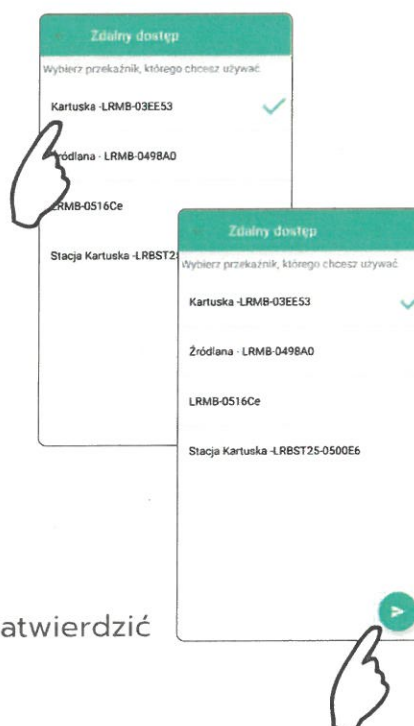 Zdalny dostęp
Wybierz przekaźnik, którego chcesz używać
Kartuska -LRMB-03EE53
ródlana - LRMB-0498A0
LRMB-0516Ce
Stacja Kartuska -LRBST2
Zdalny dostęp
Wybierz przekaźnik, którego chcesz używać
Kartuska -LRMB-03EE53
Źródlana - LRMB-0498A0
LRMB-0516Ce
Stacja Kartuska -LRBST25-0500E6
atwierdzić